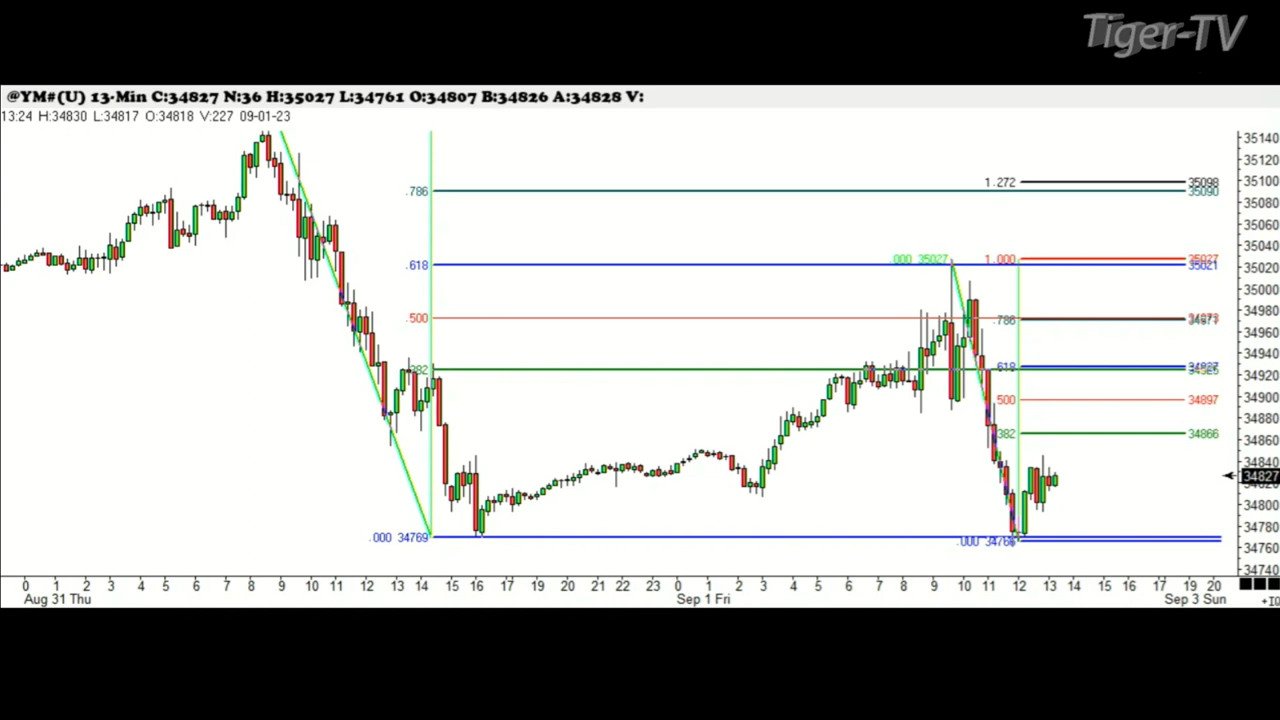 Tiger-TV
@YM#(U) 13-Min C:34827 N:36 H:35027 L:34761 O:34807 B:34826 A:34828 V:
13:24 H:34830 L:34817 O:34818 V:227 09-01-23
35140
35120
1.272 35098 35100
.786 35090
35080
35060
35040
.618 .000 35027 1.000 35027
35021 35020
35000
34980
.500 .786
34960
34940
.382 .618
34920
.500 34897 34900
34880
.382 34866 34860
34840
34827
34800
34780
.000 34769 .000
34760
34740
0 1 2 3 4 5 6 7 8 9 10 11 12 13 14 15 16 17 19 20 21 22 23 0 1 2 3 4 5 6 7 8 9 10 11 12 13 14 15 16 17 19 20
Aug 31 Thu Sep 1 Fri Sep 3 Sun